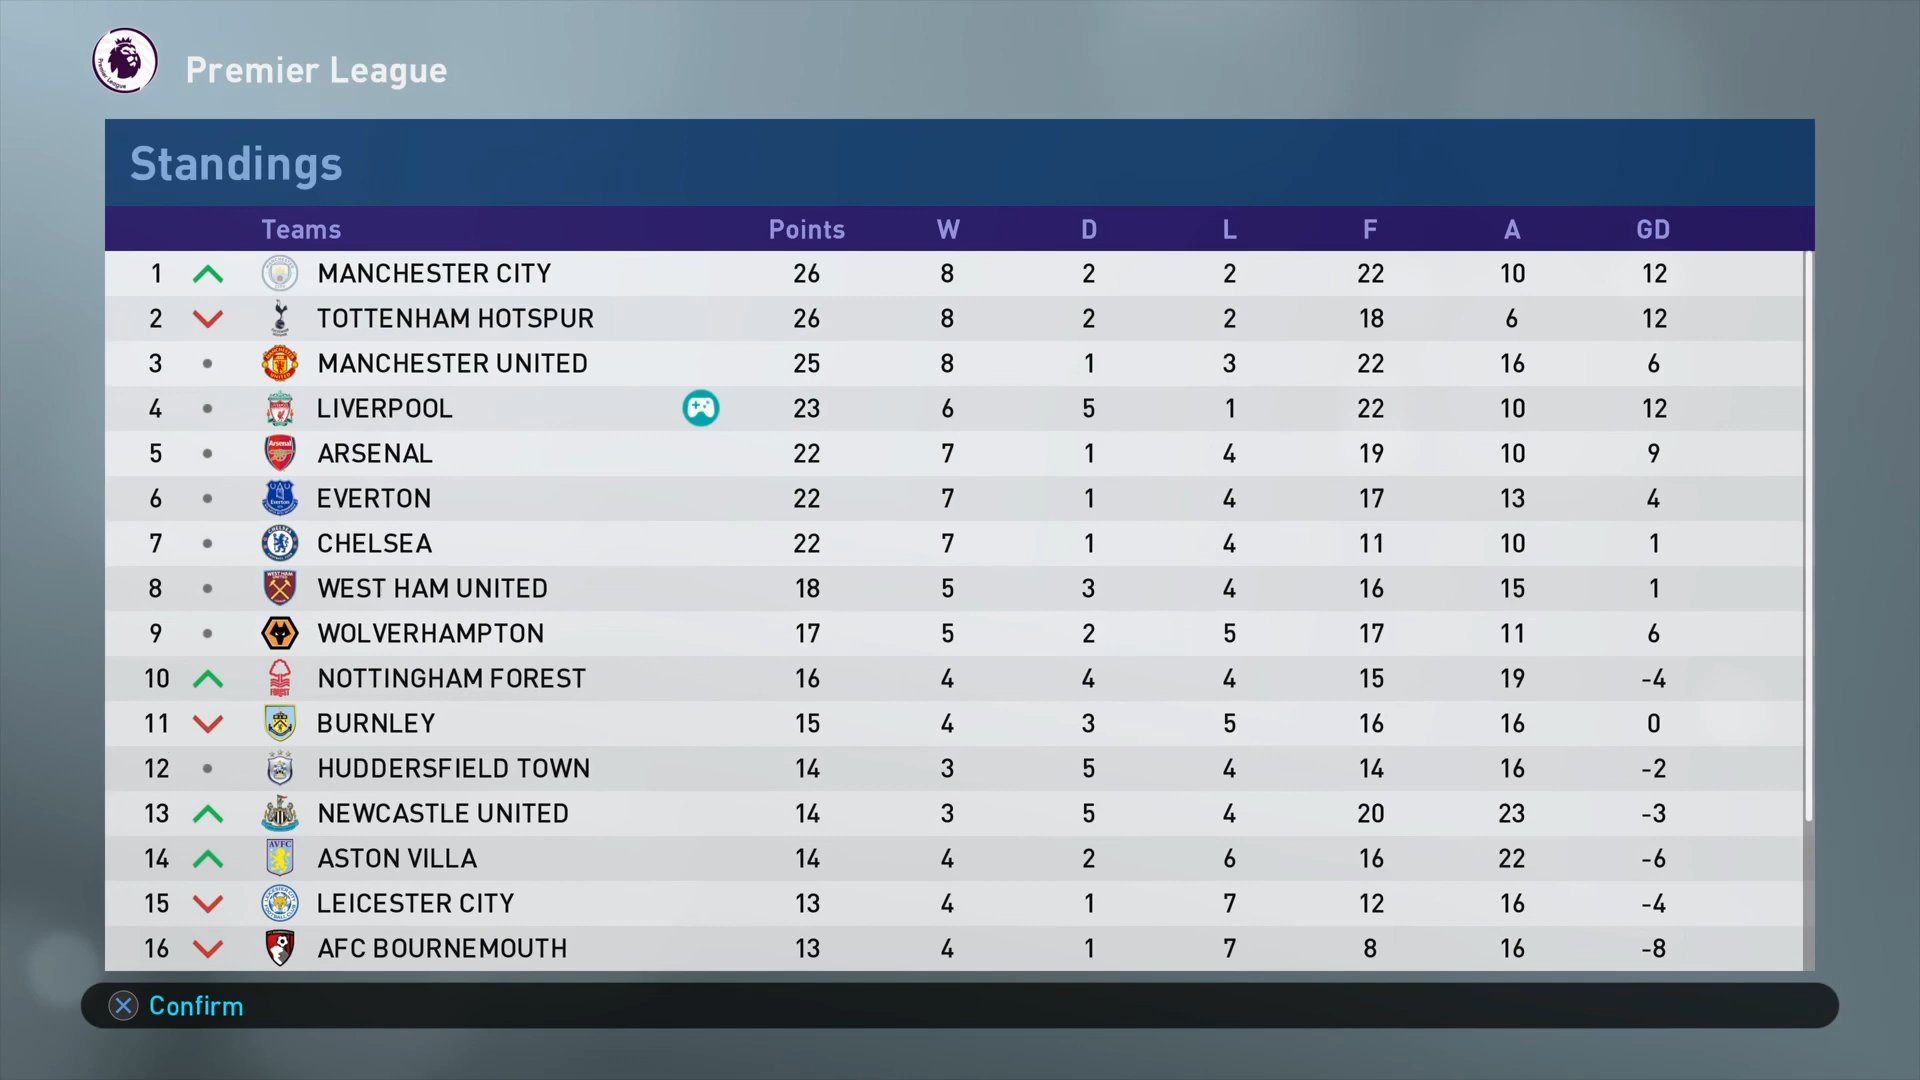 Premier League
Standings
Teams Points W D L F A GD
1 MANCHESTER CITY 26 8 2 2 22 10 12
2 TOTTENHAM HOTSPUR 26 8 2 2 18 6 12
3 MANCHESTER UNITED 25 8 1 3 22 16 6
4 LIVERPOOL 23 6 5 1 22 10 12
5 ARSENAL 22 7 1 4 19 10 9
6 EVERTON 22 7 1 4 17 13 4
7 CHELSEA 22 7 1 4 11 10 1
8 WEST HAM UNITED 18 5 3 4 16 15 1
9 WOLVERHAMPTON 17 5 2 5 17 11 6
10 NOTTINGHAM FOREST 16 4 4 4 15 19 -4
11 BURNLEY 15 4 3 5 16 16 0
12 HUDDERSFIELD TOWN 14 3 5 4 14 16 -2
13 NEWCASTLE UNITED 14 3 5 4 20 23 -3
14 ASTON VILLA 14 4 2 6 16 22 -6
15 LEICESTER CITY 13 4 1 7 12 16 -4
16 AFC BOURNEMOUTH 13 4 1 7 8 16 -8
Confirm